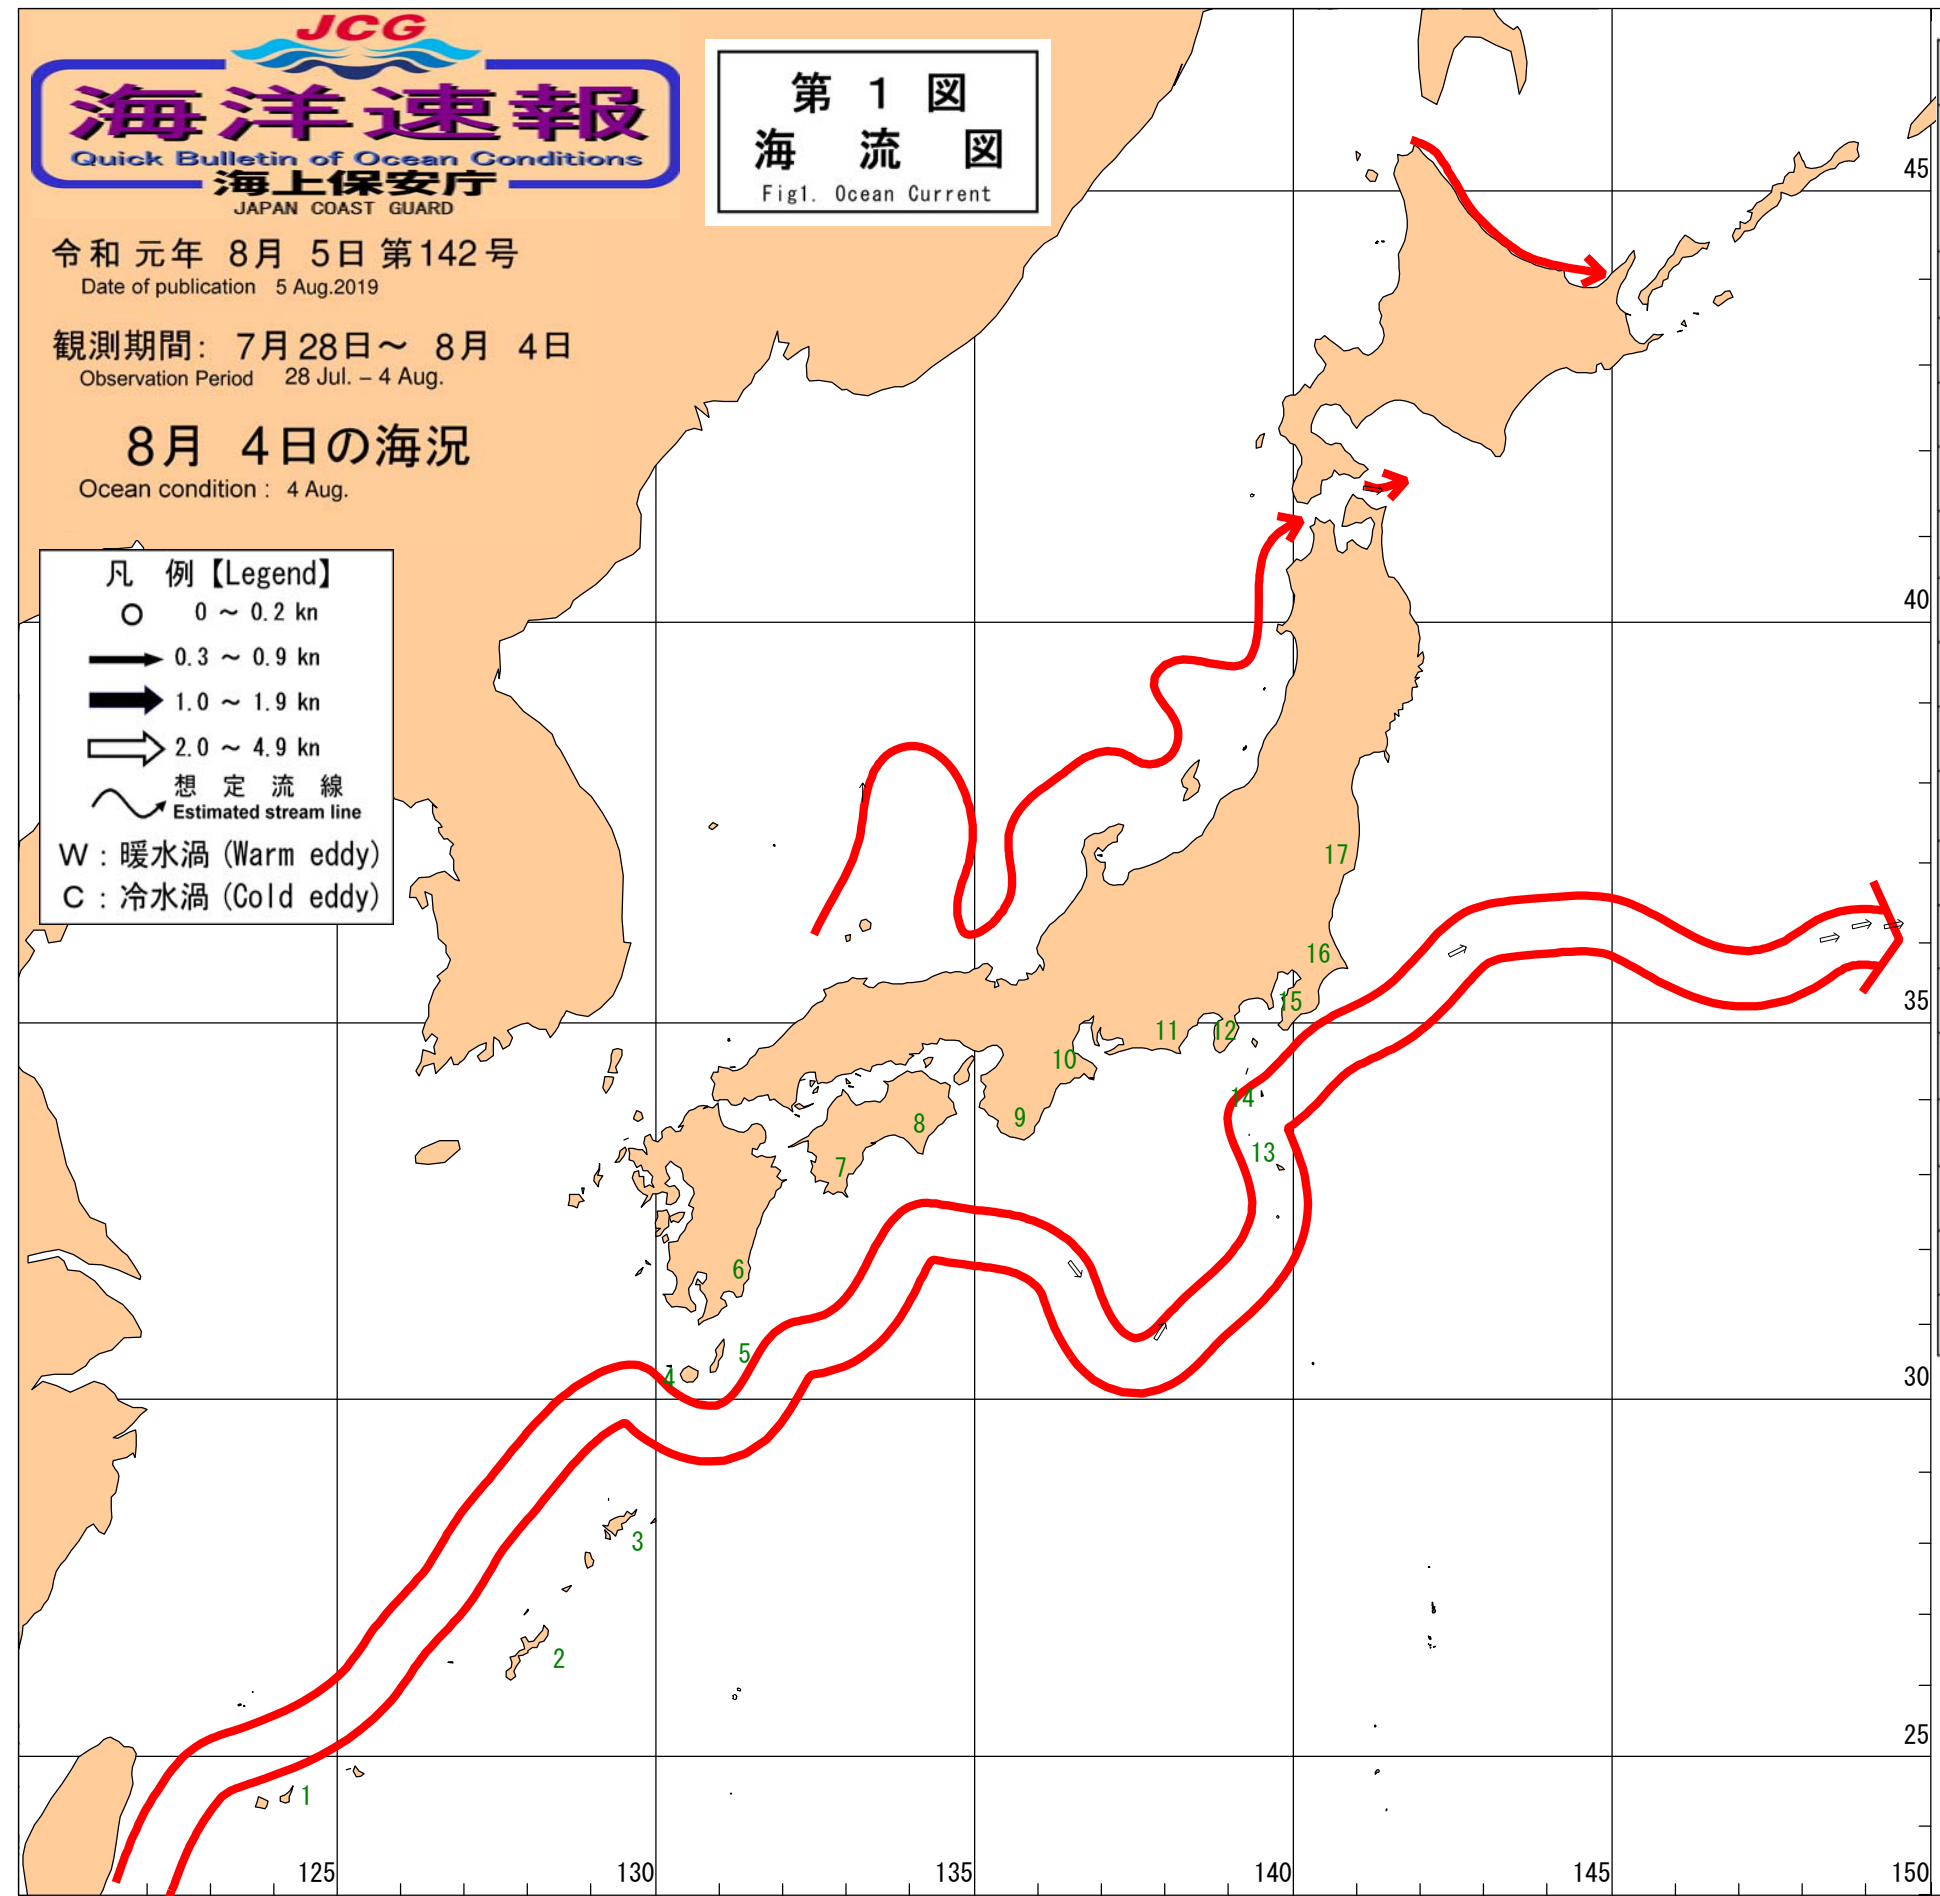 JCG
海洋速報
Quick Bulletin of Ocean Conditions
海上保安庁
JAPAN COAST GUARD
第 1 図
海 流 図
Fig1. Ocean Current
令和 元年 8月 5日 第142号
Date of publication 5 Aug.2019
観測期間: 7月28日～ 8月 4日
Observation Period 28 Jul. – 4 Aug.
8月 4日の海況
Ocean condition : 4 Aug.
凡 例【Legend】
0 ～ 0.2 kn
0.3 ～ 0.9 kn
1.0 ～ 1.9 kn
2.0 ～ 4.9 kn
想 定 流 線
Estimated stream line
W : 暖水渦 (Warm eddy)
C : 冷水渦 (Cold eddy)
45
40
17
16
35
15
12
11
10
14
9
8
13
7
6
5
4
30
3
2
25
1
125
130
135
140
145
150